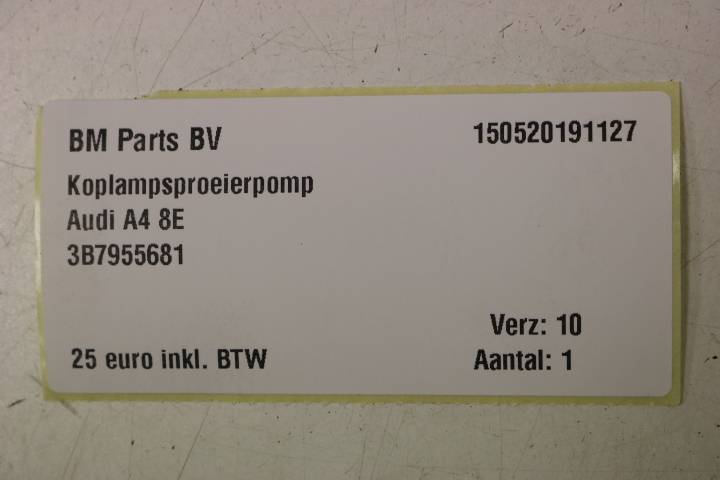 BM Parts BV 150520191127
Koplampsproeierpomp
Audi A4 8E
3B7955681
Verz: 10
25 euro inkl. BTW Aantal: 1